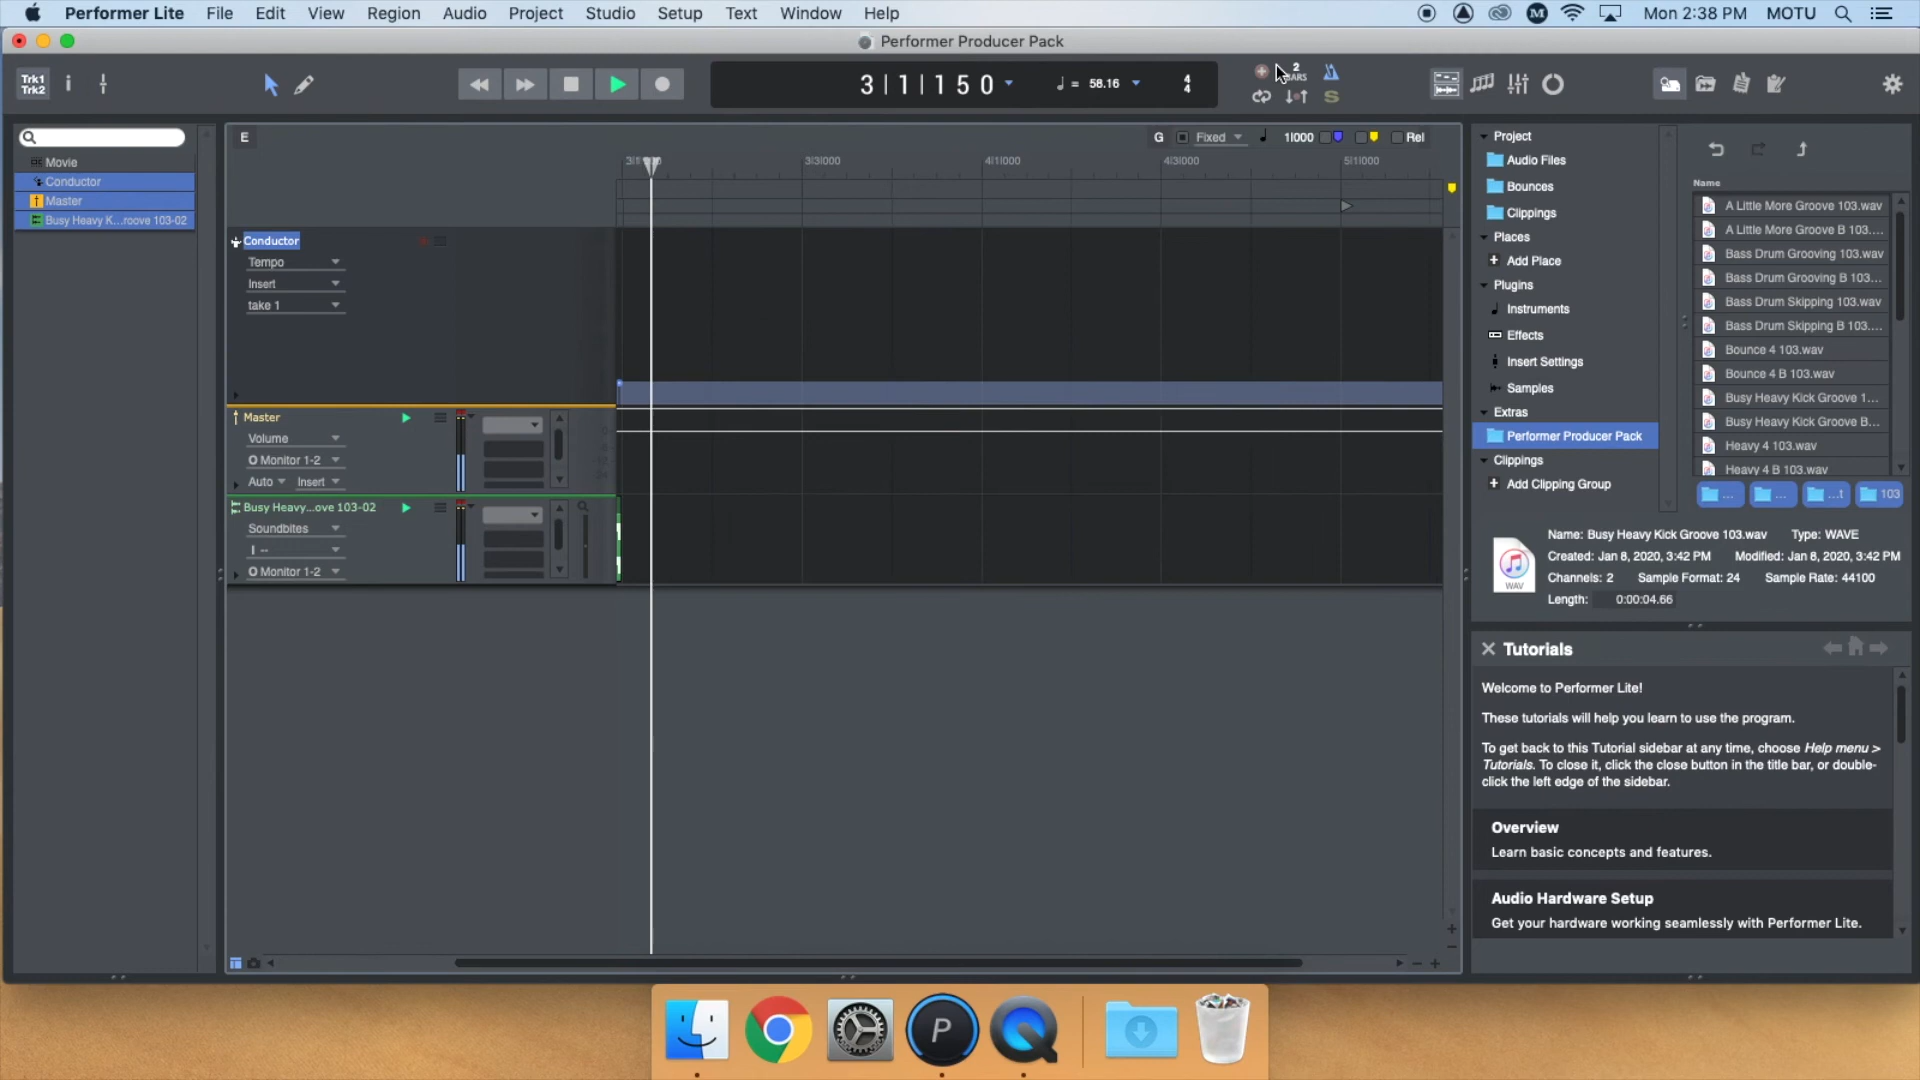 Performer Lite File Edit View Region Audio Project Studio Setup Text Window Help
M Mon 2:38 PM MOTU
Performer Producer Pack
Trk1
Trk2
3|1|150
♩ = 58.16
4
4
2
BARS
S
E
G Fixed 1|000 Rel
3|3|000 4|1|000 4|3|000 5|1|000
Movie
Conductor
Master
Busy Heavy K...roove 103-02
Conductor
Tempo
Insert
take 1
Master
Volume
O Monitor 1-2
Auto Insert
Busy Heavy...ove 103-02
Soundbites
I --
O Monitor 1-2
Project
Audio Files
Bounces
Clippings
Places
Add Place
Plugins
Instruments
Effects
Insert Settings
Samples
Extras
Performer Producer Pack
Clippings
Add Clipping Group
Name
A Little More Groove 103.wav
A Little More Groove B 103....
Bass Drum Grooving 103.wav
Bass Drum Grooving B 103...
Bass Drum Skipping 103.wav
Bass Drum Skipping B 103....
Bounce 4 103.wav
Bounce 4 B 103.wav
Busy Heavy Kick Groove 1...
Busy Heavy Kick Groove B...
Heavy 4 103.wav
Heavy 4 B 103.wav
... ... ...t 103
WAV
Name: Busy Heavy Kick Groove 103.wav Type: WAVE
Created: Jan 8, 2020, 3:42 PM Modified: Jan 8, 2020, 3:42 PM
Channels: 2 Sample Format: 24 Sample Rate: 44100
Length: 0:00:04.66
Tutorials
Welcome to Performer Lite!
These tutorials will help you learn to use the program.
To get back to this Tutorial sidebar at any time, choose Help menu >
Tutorials. To close it, click the close button in the title bar, or double-
click the left edge of the sidebar.
Overview
Learn basic concepts and features.
Audio Hardware Setup
Get your hardware working seamlessly with Performer Lite.
P